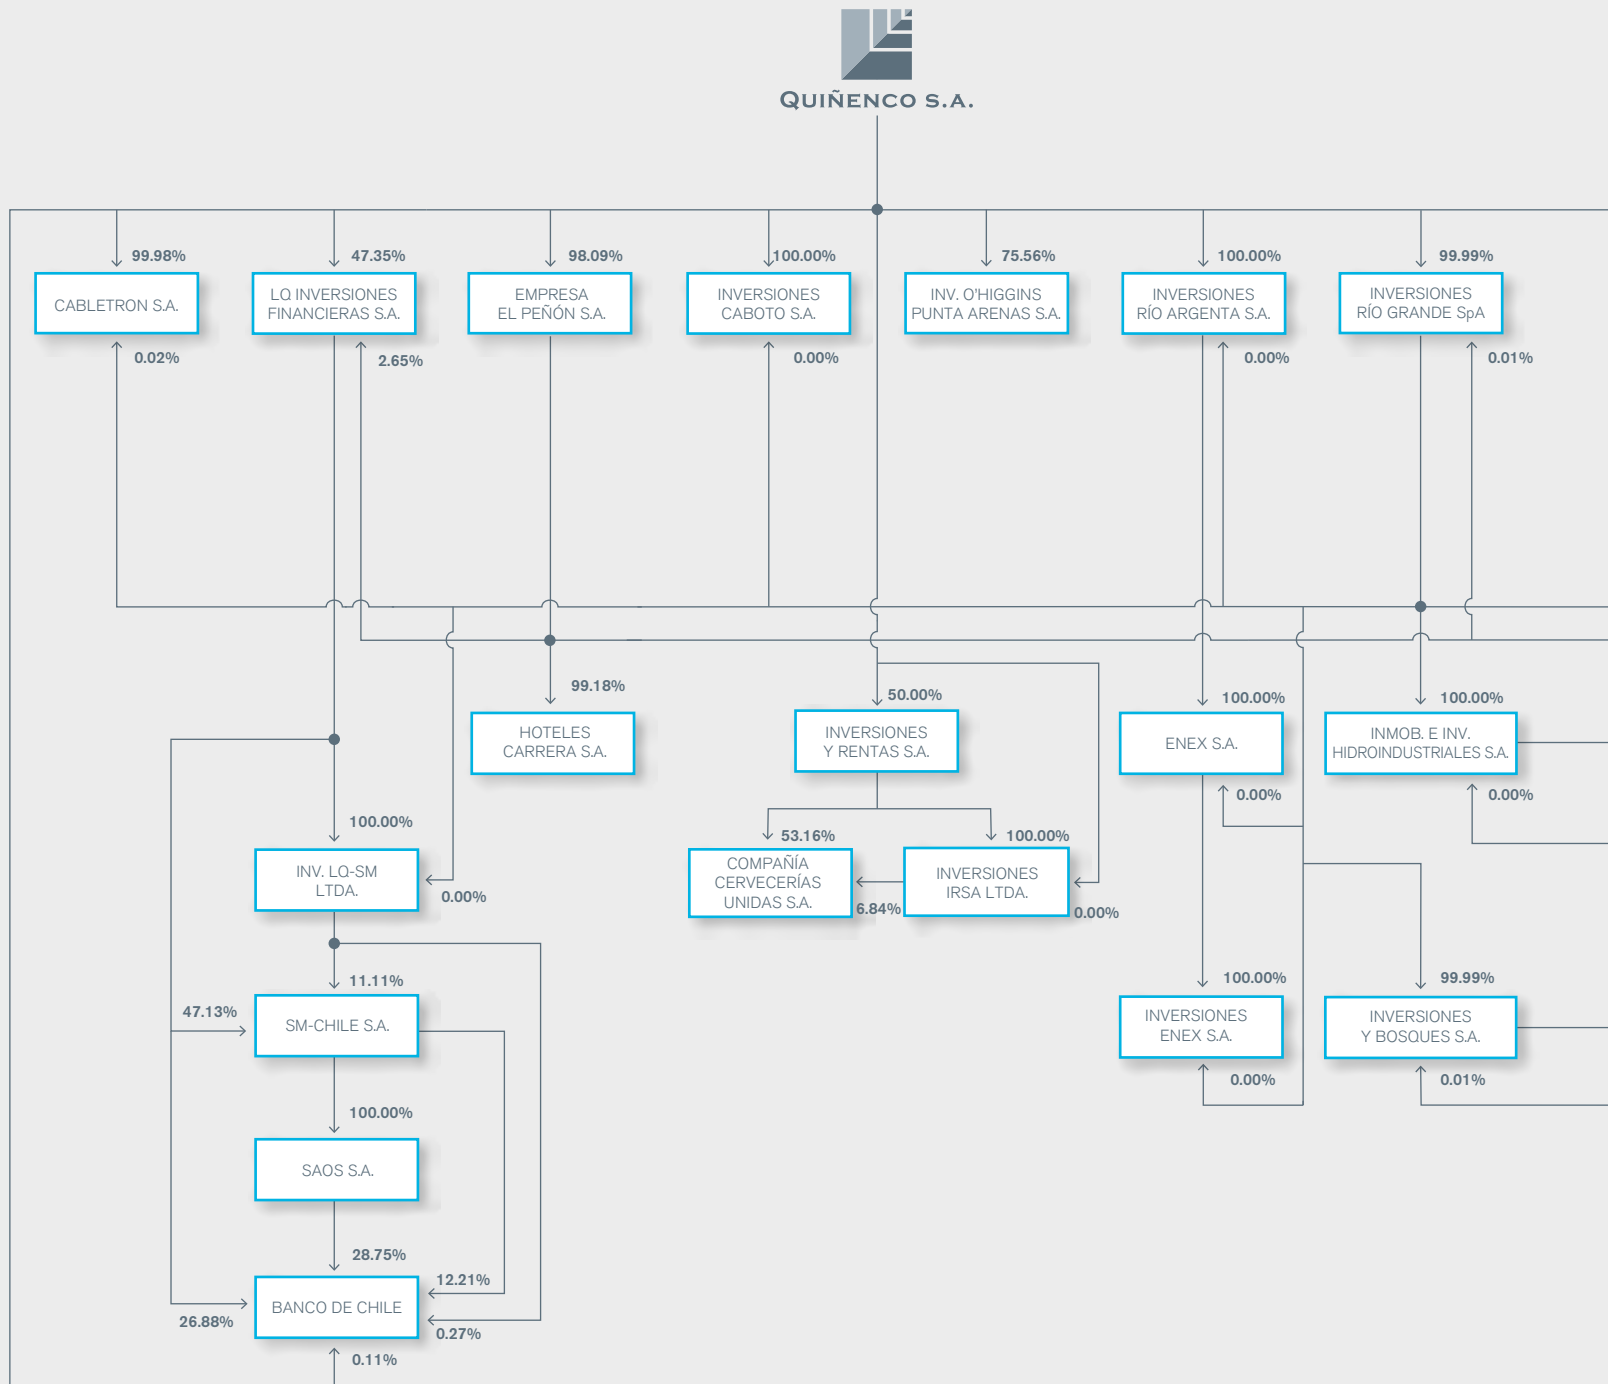 QUIÑENCO S.A.
99.98%
47.35%
98.09%
100.00%
75.56%
100.00%
99.99%
CABLETRON S.A.
LQ INVERSIONES
FINANCIERAS S.A.
EMPRESA
EL PEÑÓN S.A.
INVERSIONES
CABOTO S.A.
INV. O'HIGGINS
PUNTA ARENAS S.A.
INVERSIONES
RÍO ARGENTA S.A.
INVERSIONES
RÍO GRANDE SpA
0.02%
2.65%
0.00%
0.00%
0.01%
99.18%
50.00%
100.00%
100.00%
HOTELES
CARRERA S.A.
INVERSIONES
Y RENTAS S.A.
ENEX S.A.
INMOB. E INV.
HIDROINDUSTRIALES S.A.
0.00%
0.00%
100.00%
53.16%
100.00%
INV. LQ-SM
LTDA.
COMPAÑÍA
CERVECERÍAS
UNIDAS S.A.
INVERSIONES
IRSA LTDA.
0.00%
6.84%
0.00%
11.11%
100.00%
99.99%
47.13%
SM-CHILE S.A.
INVERSIONES
ENEX S.A.
INVERSIONES
Y BOSQUES S.A.
0.00%
0.01%
100.00%
SAOS S.A.
28.75%
12.21%
BANCO DE CHILE
26.88%
0.27%
0.11%